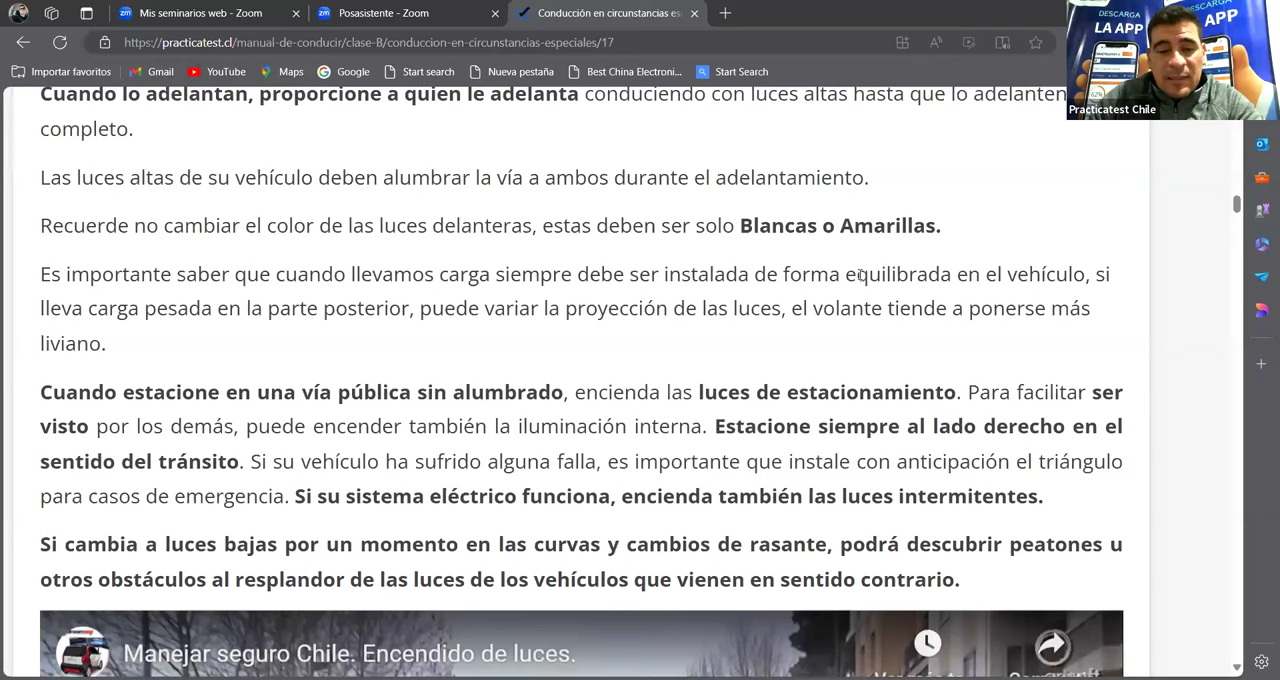 Mis seminarios web - Zoom
Posasistente - Zoom
Conducción en circunstancias es
https://practicatest.cl/manual-de-conducir/clase-B/conduccion-en-circunstancias-especiales/17
Importar favoritos
Gmail
YouTube
Maps
Google
Start search
Nueva pestaña
Best China Electroni...
Start Search
DESCARGA
LA APP
DESCARGA
APP
62%
Practicatest Chile
Cuando lo adelantan, proporcione a quien le adelanta conduciendo con luces altas hasta que lo adelanten
completo.
Las luces altas de su vehículo deben alumbrar la vía a ambos durante el adelantamiento.
Recuerde no cambiar el color de las luces delanteras, estas deben ser solo Blancas o Amarillas.
Es importante saber que cuando llevamos carga siempre debe ser instalada de forma equilibrada en el vehículo, si
lleva carga pesada en la parte posterior, puede variar la proyección de las luces, el volante tiende a ponerse más
liviano.
Cuando estacione en una vía pública sin alumbrado, encienda las luces de estacionamiento. Para facilitar ser
visto por los demás, puede encender también la iluminación interna. Estacione siempre al lado derecho en el
sentido del tránsito. Si su vehículo ha sufrido alguna falla, es importante que instale con anticipación el triángulo
para casos de emergencia. Si su sistema eléctrico funciona, encienda también las luces intermitentes.
Si cambia a luces bajas por un momento en las curvas y cambios de rasante, podrá descubrir peatones u
otros obstáculos al resplandor de las luces de los vehículos que vienen en sentido contrario.
Manejar seguro Chile. Encendido de luces.